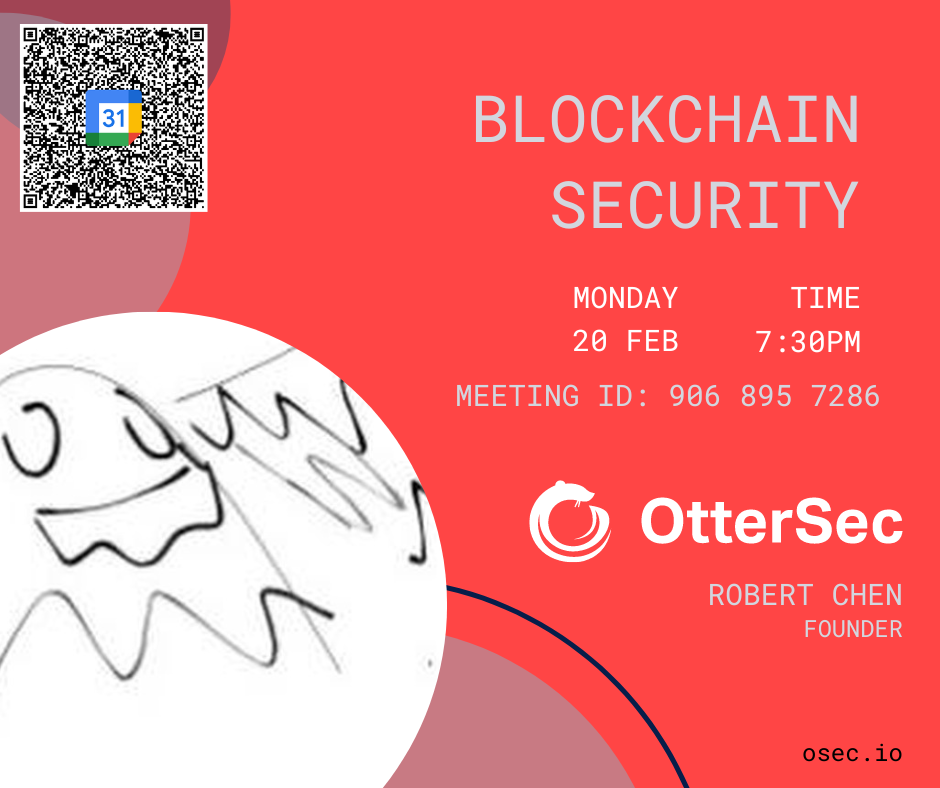 31
BLOCKCHAIN
SECURITY
MONDAY TIME
20 FEB 7:30PM
MEETING ID: 906 895 7286
OtterSec
ROBERT CHEN
FOUNDER
osec.io